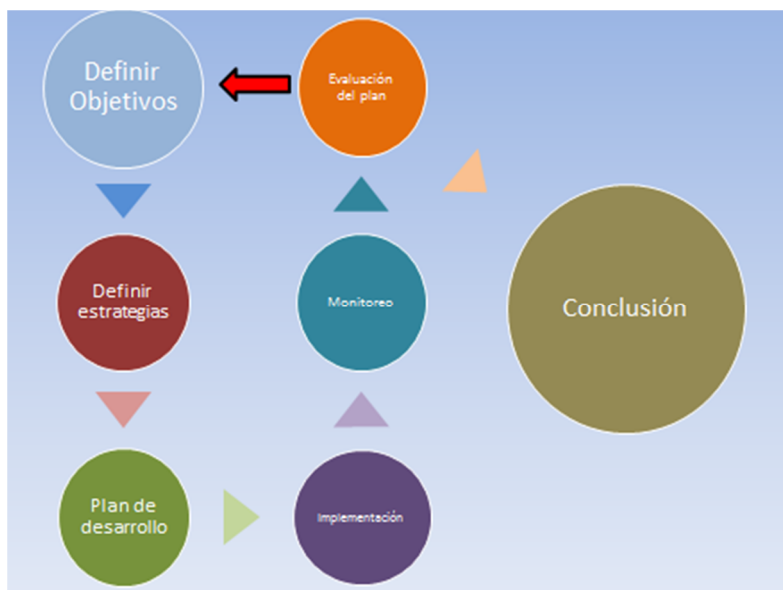 Definir
Objetivos
Definir
estrategias
Plan de
desarrollo
Implementación
Monitoreo
Evaluación
del plan
Conclusión